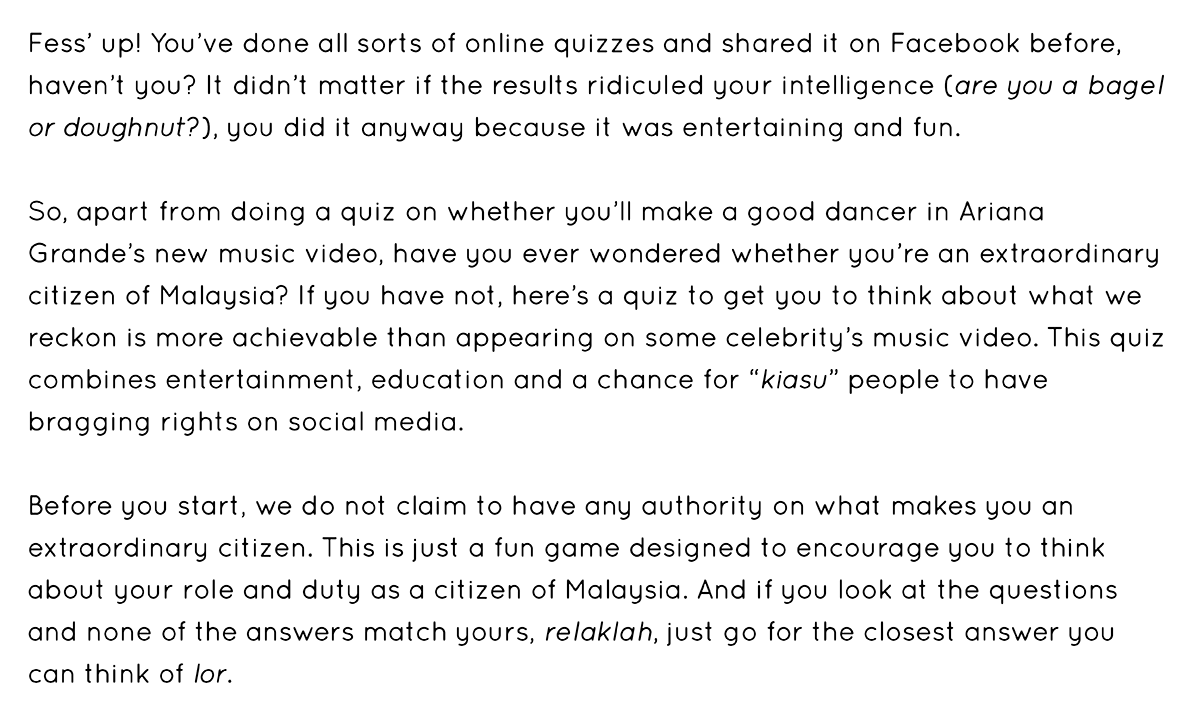 Fess’ up! You’ve done all sorts of online quizzes and shared it on Facebook before,
haven’t you? It didn’t matter if the results ridiculed your intelligence (are you a bagel
or doughnut?), you did it anyway because it was entertaining and fun.
So, apart from doing a quiz on whether you’ll make a good dancer in Ariana
Grande’s new music video, have you ever wondered whether you’re an extraordinary
citizen of Malaysia? If you have not, here’s a quiz to get you to think about what we
reckon is more achievable than appearing on some celebrity’s music video. This quiz
combines entertainment, education and a chance for “kiasu” people to have
bragging rights on social media.
Before you start, we do not claim to have any authority on what makes you an
extraordinary citizen. This is just a fun game designed to encourage you to think
about your role and duty as a citizen of Malaysia. And if you look at the questions
and none of the answers match yours, relaklah, just go for the closest answer you
can think of lor.